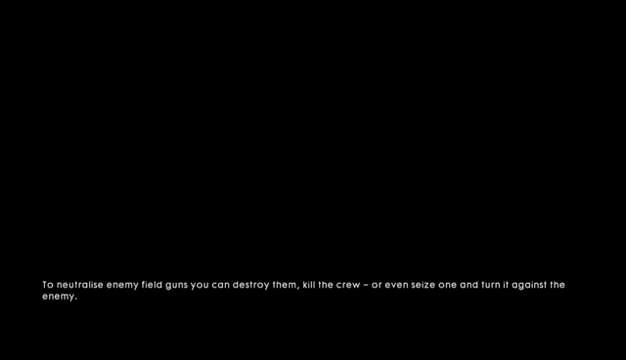 To neutralise enemy field guns you can destroy them, kill the crew – or even seize one and turn it against the
enemy.